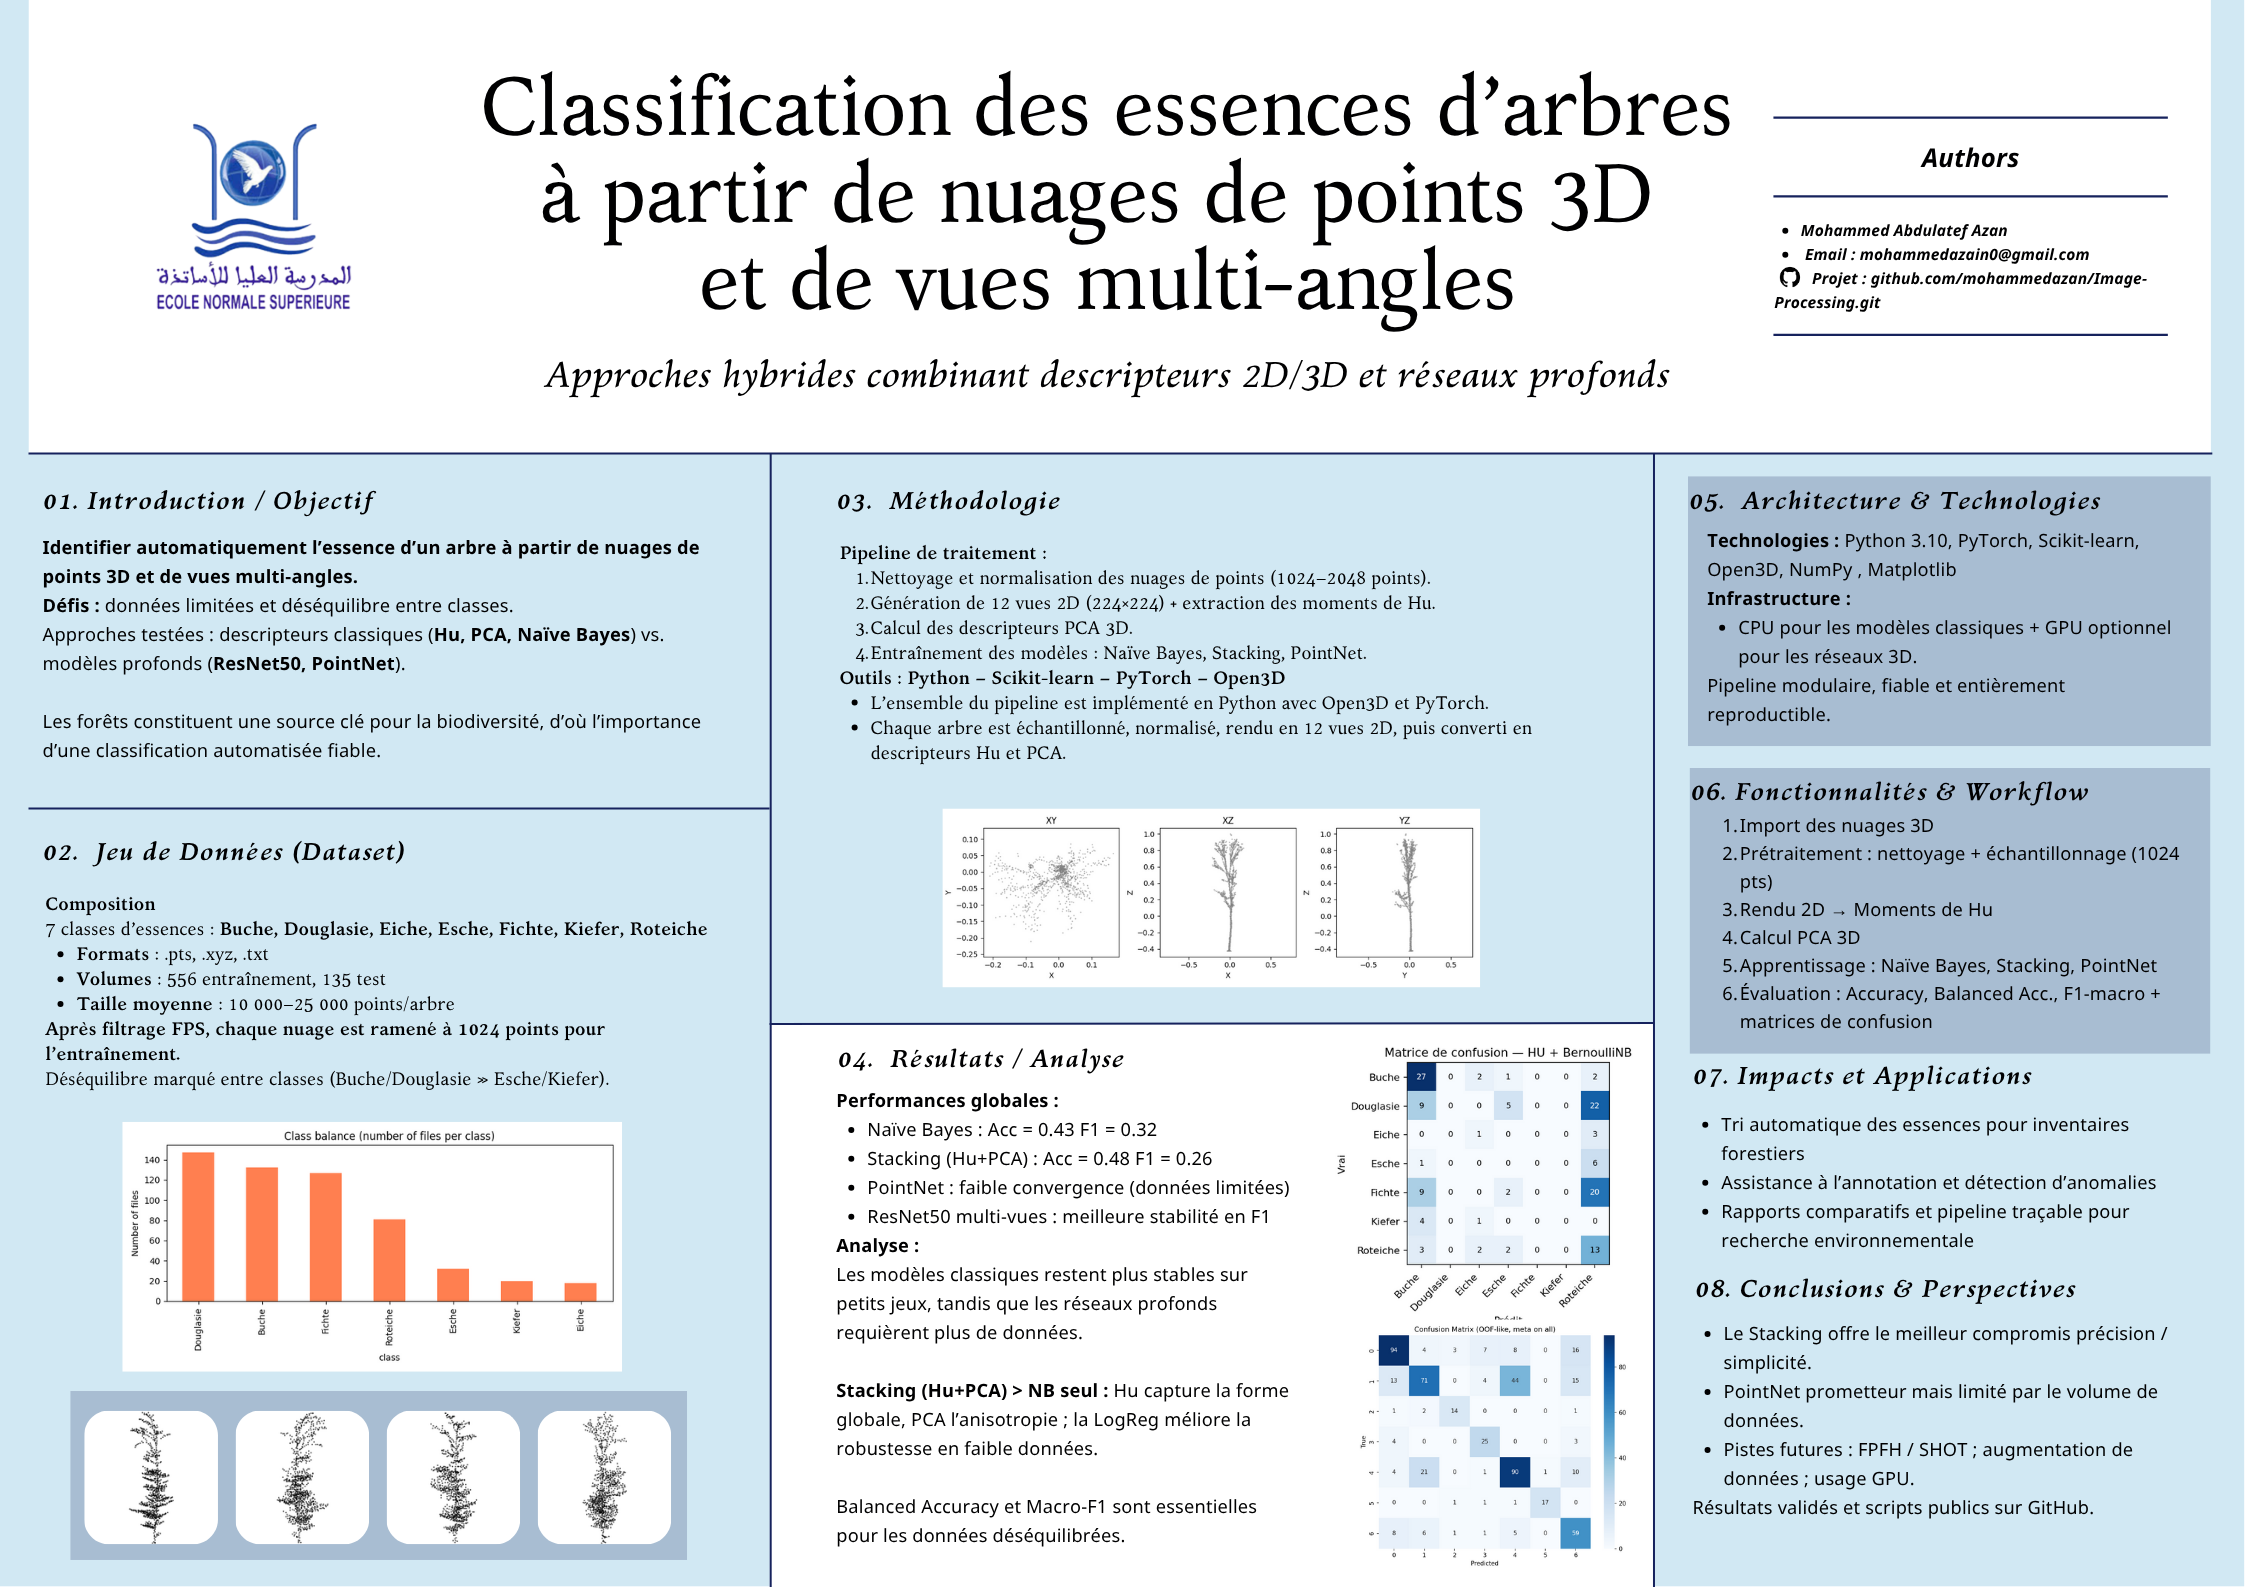 المدرسة العليا للأساتذة
ECOLE NORMALE SUPERIEURE
Classification des essences d’arbres
à partir de nuages de points 3D
et de vues multi-angles
Approches hybrides combinant descripteurs 2D/3D et réseaux profonds
Authors
• Mohammed Abdulatef Azan
• Email : mohammedazain0@gmail.com
Projet : github.com/mohammedazan/Image-
Processing.git
01. Introduction / Objectif
Identifier automatiquement l’essence d’un arbre à partir de nuages de
points 3D et de vues multi-angles.
Défis : données limitées et déséquilibre entre classes.
Approches testées : descripteurs classiques (Hu, PCA, Naïve Bayes) vs.
modèles profonds (ResNet50, PointNet).
Les forêts constituent une source clé pour la biodiversité, d’où l’importance
d’une classification automatisée fiable.
02. Jeu de Données (Dataset)
Composition
7 classes d’essences : Buche, Douglasie, Eiche, Esche, Fichte, Kiefer, Roteiche
• Formats : .pts, .xyz, .txt
• Volumes : 556 entraînement, 135 test
• Taille moyenne : 10 000–25 000 points/arbre
Après filtrage FPS, chaque nuage est ramené à 1024 points pour
l’entraînement.
Déséquilibre marqué entre classes (Buche/Douglasie » Esche/Kiefer).
Class balance (number of files per class)
Number of files
140
120
100
80
60
40
20
0
Douglasie Buche Fichte Roteiche Esche Kiefer Eiche
class
03. Méthodologie
Pipeline de traitement :
1. Nettoyage et normalisation des nuages de points (1024–2048 points).
2. Génération de 12 vues 2D (224×224) + extraction des moments de Hu.
3. Calcul des descripteurs PCA 3D.
4. Entraînement des modèles : Naïve Bayes, Stacking, PointNet.
Outils : Python – Scikit-learn – PyTorch – Open3D
• L’ensemble du pipeline est implémenté en Python avec Open3D et PyTorch.
• Chaque arbre est échantillonné, normalisé, rendu en 12 vues 2D, puis converti en
descripteurs Hu et PCA.
XY
Y
0.10
0.05
0.00
−0.05
−0.10
−0.15
−0.20
−0.25
−0.2 −0.1 0.0 0.1
X
XZ
Z
1.0
0.8
0.6
0.4
0.2
0.0
−0.2
−0.4
−0.5 0.0 0.5
X
YZ
Z
1.0
0.8
0.6
0.4
0.2
0.0
−0.2
−0.4
−0.5 0.0 0.5
Y
04. Résultats / Analyse
Performances globales :
• Naïve Bayes : Acc = 0.43 F1 = 0.32
• Stacking (Hu+PCA) : Acc = 0.48 F1 = 0.26
• PointNet : faible convergence (données limitées)
• ResNet50 multi-vues : meilleure stabilité en F1
Analyse :
Les modèles classiques restent plus stables sur
petits jeux, tandis que les réseaux profonds
requièrent plus de données.
Stacking (Hu+PCA) > NB seul : Hu capture la forme
globale, PCA l’anisotropie ; la LogReg méliore la
robustesse en faible données.
Balanced Accuracy et Macro-F1 sont essentielles
pour les données déséquilibrées.
Matrice de confusion — HU + BernoulliNB
Vrai
Buche 27 0 2 1 0 0 2
Douglasie 9 0 0 5 0 0 22
Eiche 0 0 1 0 0 0 3
Esche 1 0 0 0 0 0 6
Fichte 9 0 0 2 0 0 20
Kiefer 4 0 1 0 0 0 0
Roteiche 3 0 2 2 0 0 13
Buche Douglasie Eiche Esche Fichte Kiefer Roteiche
Confusion Matrix (OOF-like, meta on all)
True
0 94 4 3 7 8 0 16
1 13 71 0 4 44 0 15
2 1 2 14 0 0 0 1
3 4 0 0 25 0 0 3
4 4 21 0 1 90 1 10
5 0 0 1 1 1 17 0
6 8 6 1 1 5 0 59
0 1 2 3 4 5 6
Predicted
80
60
40
20
0
05. Architecture & Technologies
Technologies : Python 3.10, PyTorch, Scikit-learn,
Open3D, NumPy , Matplotlib
Infrastructure :
• CPU pour les modèles classiques + GPU optionnel
pour les réseaux 3D.
Pipeline modulaire, fiable et entièrement
reproductible.
06. Fonctionnalités & Workflow
1. Import des nuages 3D
2. Prétraitement : nettoyage + échantillonnage (1024
pts)
3. Rendu 2D → Moments de Hu
4. Calcul PCA 3D
5. Apprentissage : Naïve Bayes, Stacking, PointNet
6. Évaluation : Accuracy, Balanced Acc., F1-macro +
matrices de confusion
07. Impacts et Applications
• Tri automatique des essences pour inventaires
forestiers
• Assistance à l’annotation et détection d’anomalies
• Rapports comparatifs et pipeline traçable pour
recherche environnementale
08. Conclusions & Perspectives
• Le Stacking offre le meilleur compromis précision /
simplicité.
• PointNet prometteur mais limité par le volume de
données.
• Pistes futures : FPFH / SHOT ; augmentation de
données ; usage GPU.
Résultats validés et scripts publics sur GitHub.